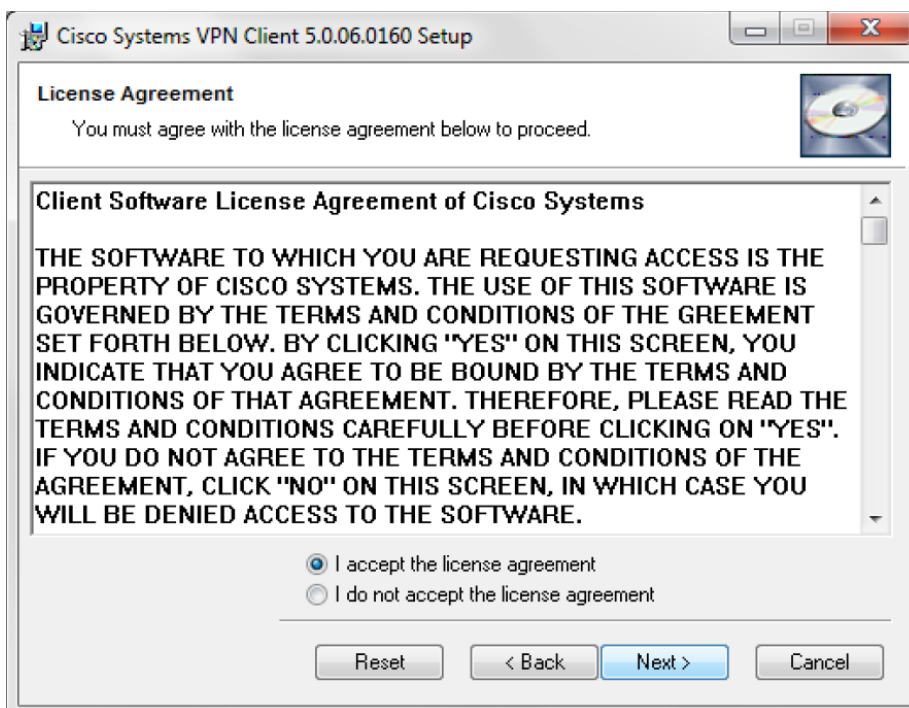 Cisco Systems VPN Client 5.0.06.0160 Setup
License Agreement
You must agree with the license agreement below to proceed.
Client Software License Agreement of Cisco Systems
THE SOFTWARE TO WHICH YOU ARE REQUESTING ACCESS IS THE
PROPERTY OF CISCO SYSTEMS. THE USE OF THIS SOFTWARE IS
GOVERNED BY THE TERMS AND CONDITIONS OF THE GREEMENT
SET FORTH BELOW. BY CLICKING "YES" ON THIS SCREEN, YOU
INDICATE THAT YOU AGREE TO BE BOUND BY THE TERMS AND
CONDITIONS OF THAT AGREEMENT. THEREFORE, PLEASE READ THE
TERMS AND CONDITIONS CAREFULLY BEFORE CLICKING ON "YES".
IF YOU DO NOT AGREE TO THE TERMS AND CONDITIONS OF THE
AGREEMENT, CLICK "NO" ON THIS SCREEN, IN WHICH CASE YOU
WILL BE DENIED ACCESS TO THE SOFTWARE.
I accept the license agreement
I do not accept the license agreement
Reset
< Back
Next >
Cancel